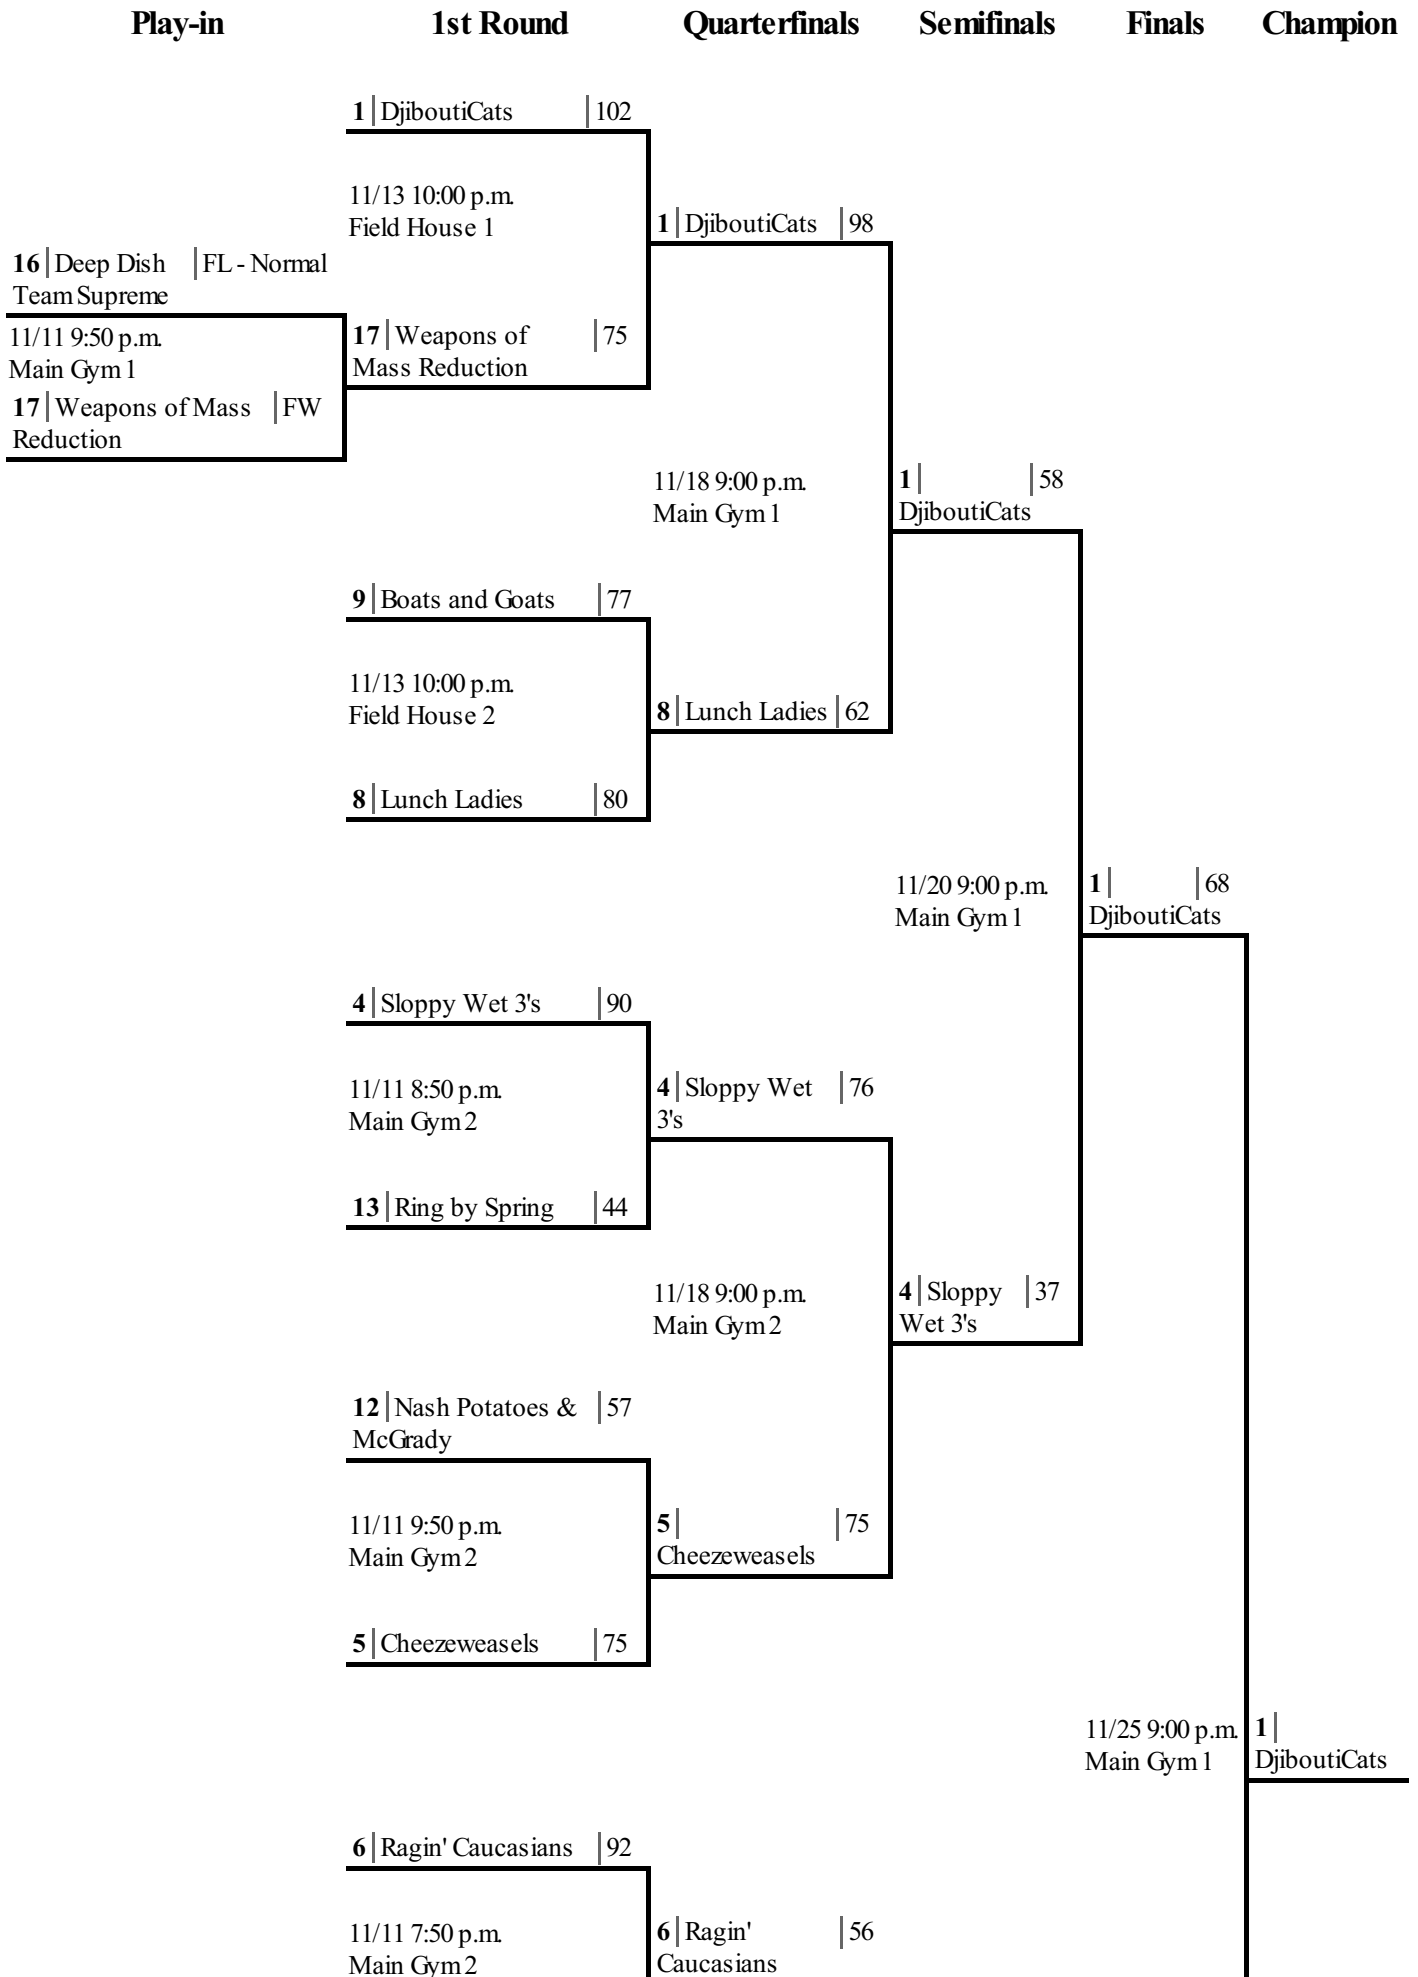 Play-in 1st Round Quarterfinals Semifinals Finals Champion
1 DjiboutiCats 102
11/13 10:00 p.m.
Field House 1
1 DjiboutiCats 98
16 Deep Dish FL - Normal
Team Supreme
11/11 9:50 p.m.
Main Gym 1
17 Weapons of 75
Mass Reduction
17 Weapons of Mass FW
Reduction
11/18 9:00 p.m.
Main Gym 1
1 58
DjiboutiCats
9 Boats and Goats 77
11/13 10:00 p.m.
Field House 2
8 Lunch Ladies 62
8 Lunch Ladies 80
11/20 9:00 p.m.
Main Gym 1
1 68
DjiboutiCats
4 Sloppy Wet 3's 90
11/11 8:50 p.m.
Main Gym 2
4 Sloppy Wet 76
3's
13 Ring by Spring 44
11/18 9:00 p.m.
Main Gym 2
4 Sloppy 37
Wet 3's
12 Nash Potatoes & 57
McGrady
11/11 9:50 p.m.
Main Gym 2
5 75
Cheezeweasels
5 Cheezeweasels 75
11/25 9:00 p.m.
Main Gym 1
1
DjiboutiCats
6 Ragin' Caucasians 92
11/11 7:50 p.m.
Main Gym 2
6 Ragin' 56
Caucasians